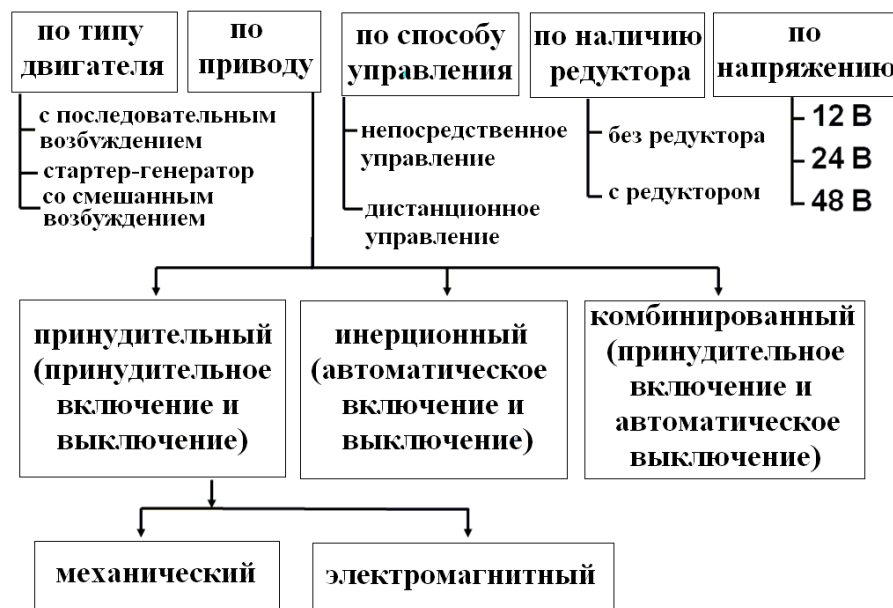 по типу
двигателя
с последовательным
возбуждением
стартер-генератор
со смешанным
возбуждением
по
приводу
по способу
управления
непосредственное
управление
дистанционное
управление
по наличию
редуктора
без редуктора
с редуктором
по
напряжению
12 В
24 В
48 В
принудительный
(принудительное
включение и
выключение)
инерционный
(автоматическое
включение и
выключение)
комбинированный
(принудительное
включение и
автоматическое
выключение)
механический
электромагнитный